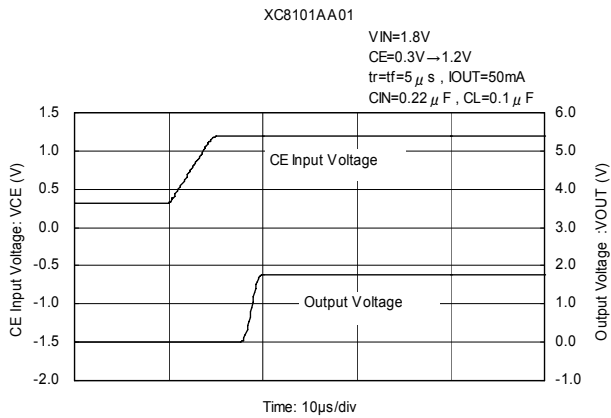 XC8101AA01
VIN=1.8V
CE=0.3V→1.2V
tr=tf=5μs , IOUT=50mA
CIN=0.22μF , CL=0.1μF
CE Input Voltage: VCE (V)
1.5
1.0
0.5
0.0
-0.5
-1.0
-1.5
-2.0
CE Input Voltage
Output Voltage
6.0
5.0
4.0
3.0
2.0
1.0
0.0
-1.0
Output Voltage :VOUT (V)
Time: 10μs/div